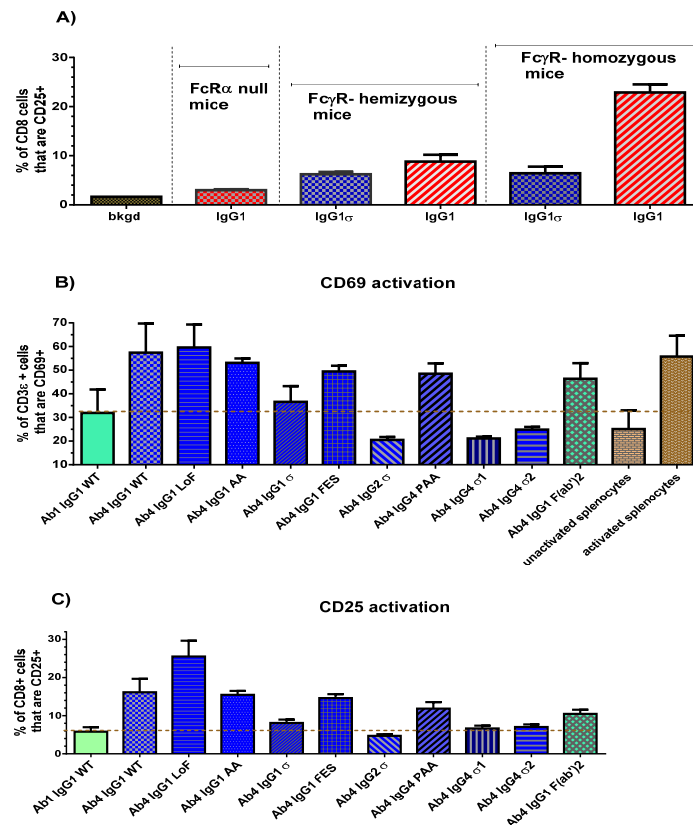 A)
% of CD8 cells
that are CD25+
30
20
10
0
FcRα null
mice
FcγR- hemizygous
mice
FcγR- homozygous
mice
bkgd
IgG1
IgG1σ
IgG1
IgG1σ
IgG1
B)
CD69 activation
% of CD3ε + cells
that are CD69+
70
60
50
40
30
20
10
Ab1 IgG1 WT
Ab4 IgG1 WT
Ab4 IgG1 LoF
Ab4 IgG1 AA
Ab4 IgG1 σ
Ab4 IgG1 FES
Ab4 IgG2 σ
Ab4 IgG4 PAA
Ab4 IgG4 σ1
Ab4 IgG4 σ2
Ab4 IgG1 F(ab')2
unactivated splenocytes
activated splenocytes
C)
CD25 activation
% of CD8+ cells
that are CD25+
30
20
10
0
Ab1 IgG1 WT
Ab4 IgG1 WT
Ab4 IgG1 LoF
Ab4 IgG1 AA
Ab4 IgG1 σ
Ab4 IgG1 FES
Ab4 IgG2 σ
Ab4 IgG4 PAA
Ab4 IgG4 σ1
Ab4 IgG4 σ2
Ab4 IgG1 F(ab')2